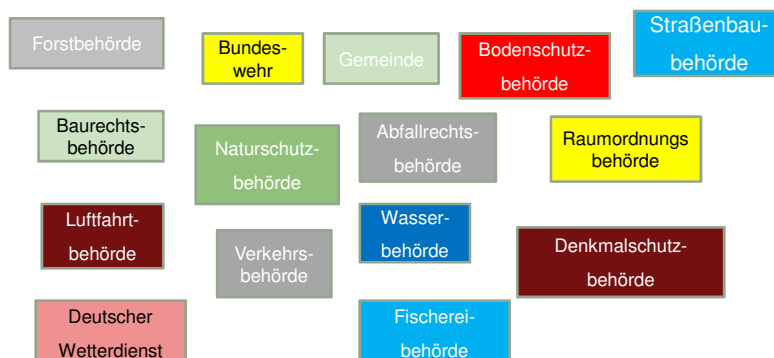 Forstbehörde
Bundes-
wehr
Gemeinde
Bodenschutz-
behörde
Straßenbau-
behörde
Baurechts-
behörde
Naturschutz-
behörde
Abfallrechts-
behörde
Raumordnungs
behörde
Luftfahrt-
behörde
Verkehrs-
behörde
Wasser-
behörde
Denkmalschutz-
behörde
Deutscher
Wetterdienst
Fischerei-
behörde